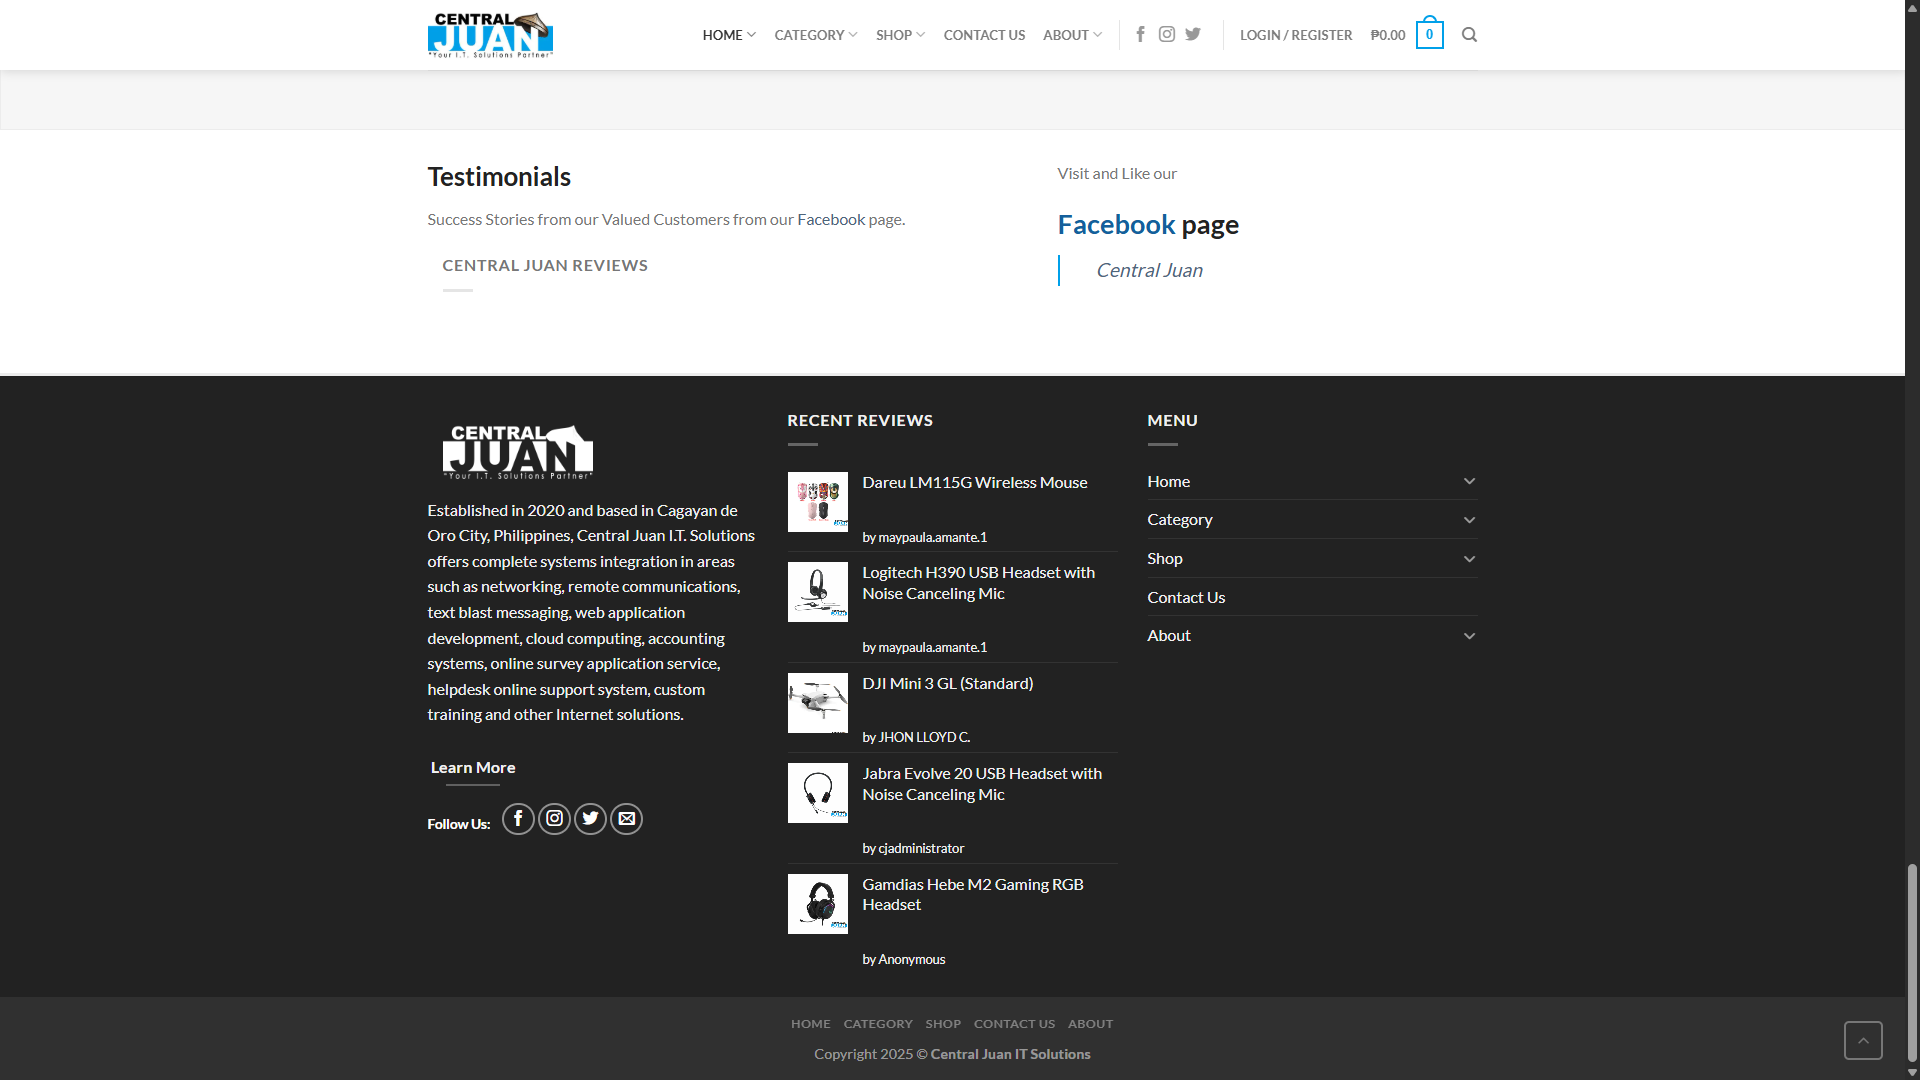 CENTRAL
JUAN
"Your I.T. Solutions Partner"
HOME
CATEGORY
SHOP
CONTACT US
ABOUT
LOGIN / REGISTER
₱0.00
0
Testimonials
Success Stories from our Valued Customers from our Facebook page.
CENTRAL JUAN REVIEWS
Visit and Like our
Facebook page
Central Juan
CENTRAL
JUAN
"Your I.T. Solutions Partner"
Established in 2020 and based in Cagayan de
Oro City, Philippines, Central Juan I.T. Solutions
offers complete systems integration in areas
such as networking, remote communications,
text blast messaging, web application
development, cloud computing, accounting
systems, online survey application service,
helpdesk online support system, custom
training and other Internet solutions.
Learn More
Follow Us:
RECENT REVIEWS
Dareu LM115G Wireless Mouse
by maypaula.amante.1
Logitech H390 USB Headset with
Noise Canceling Mic
by maypaula.amante.1
DJI Mini 3 GL (Standard)
by JHON LLOYD C.
Jabra Evolve 20 USB Headset with
Noise Canceling Mic
by cjadministrator
Gamdias Hebe M2 Gaming RGB
Headset
by Anonymous
MENU
Home
Category
Shop
Contact Us
About
HOME
CATEGORY
SHOP
CONTACT US
ABOUT
Copyright 2025 © Central Juan IT Solutions